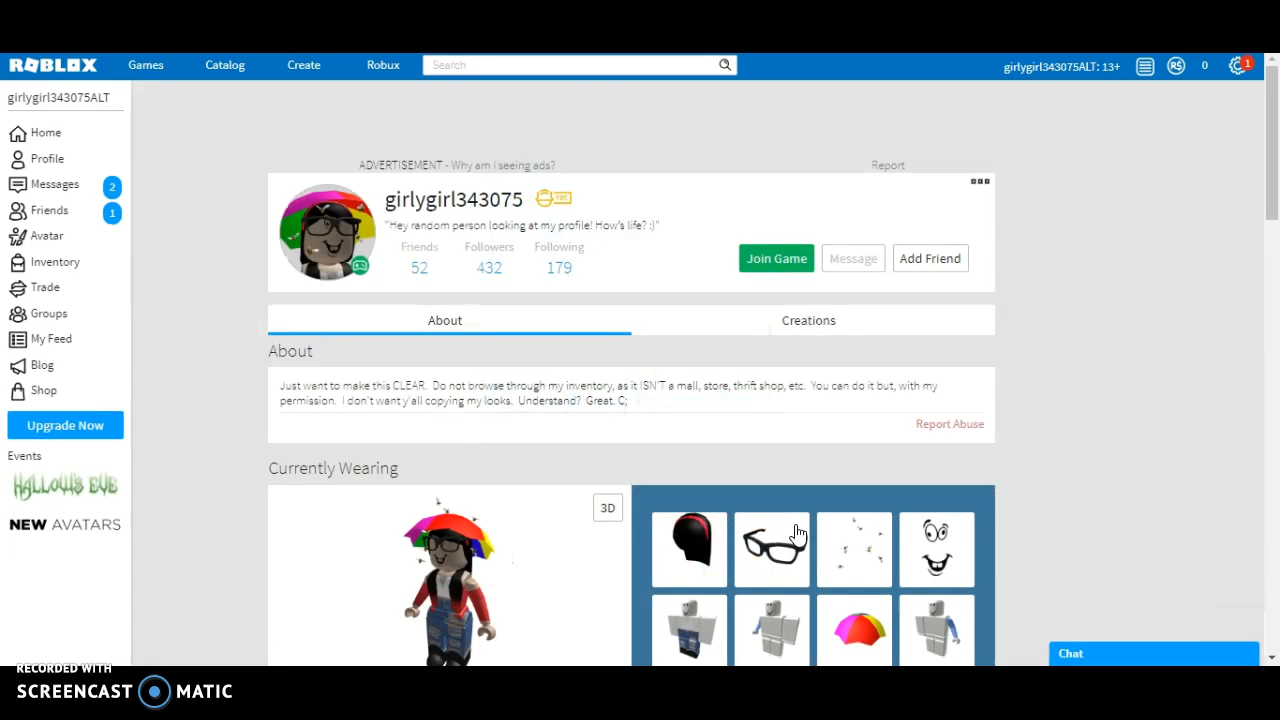 ROBLOX Games Catalog Create Robux Search girlygirl343075ALT: 13+ R$ 0 1
girlygirl343075ALT
Home
Profile
Messages 2
Friends 1
Avatar
Inventory
Trade
Groups
My Feed
Blog
Shop
Upgrade Now
Events
HALLOW'S EVE
NEW AVATARS
ADVERTISEMENT - Why am I seeing ads? Report
girlygirl343075 TBC
"Hey random person looking at my profile! How's life? :)"
Friends Followers Following
52 432 179
Join Game Message Add Friend
About Creations
About
Just want to make this CLEAR. Do not browse through my inventory, as it ISN'T a mall, store, thrift shop, etc. You can do it but, with my
permission. I don't want y'all copying my looks. Understand? Great. C;
Report Abuse
Currently Wearing
3D
Chat
RECORDED WITH
SCREENCAST MATIC